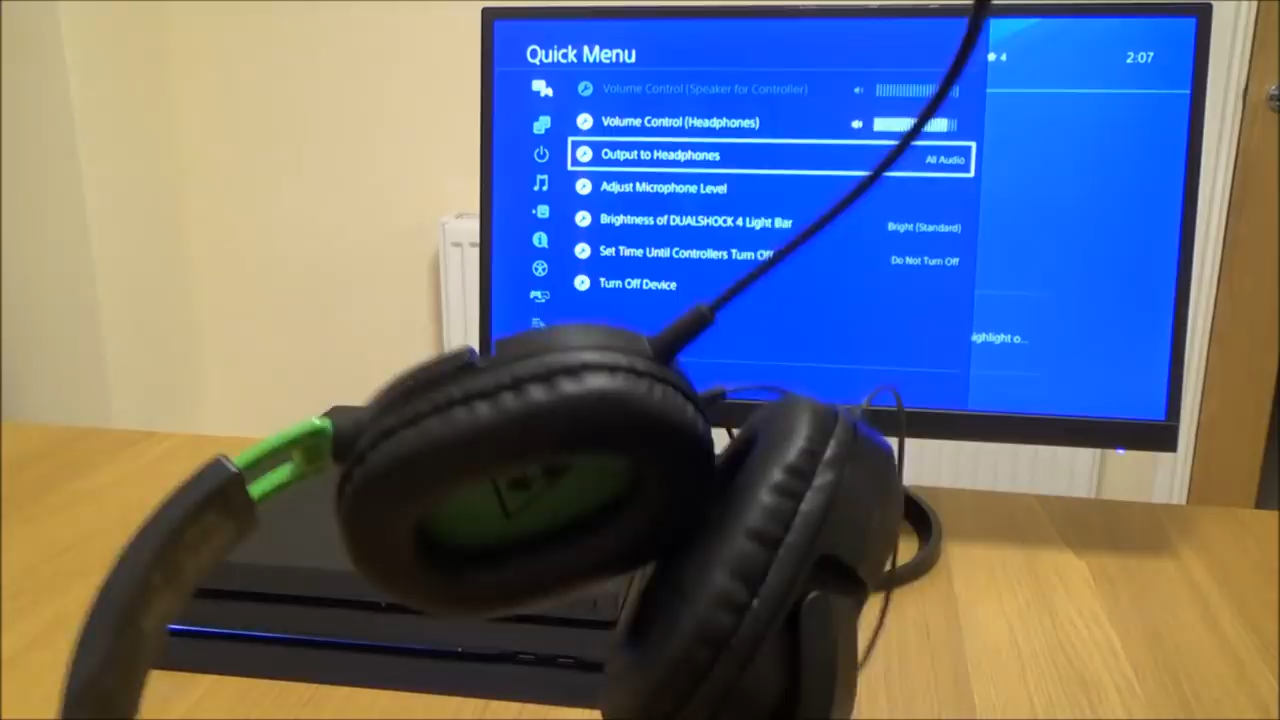 Quick Menu
4
2:07
Volume Control (Speaker for Controller)
Volume Control (Headphones)
Output to Headphones
All Audio
Adjust Microphone Level
Brightness of DUALSHOCK 4 Light Bar
Bright (Standard)
Set Time Until Controllers Turn Off
Do Not Turn Off
Turn Off Device
ighlight o...